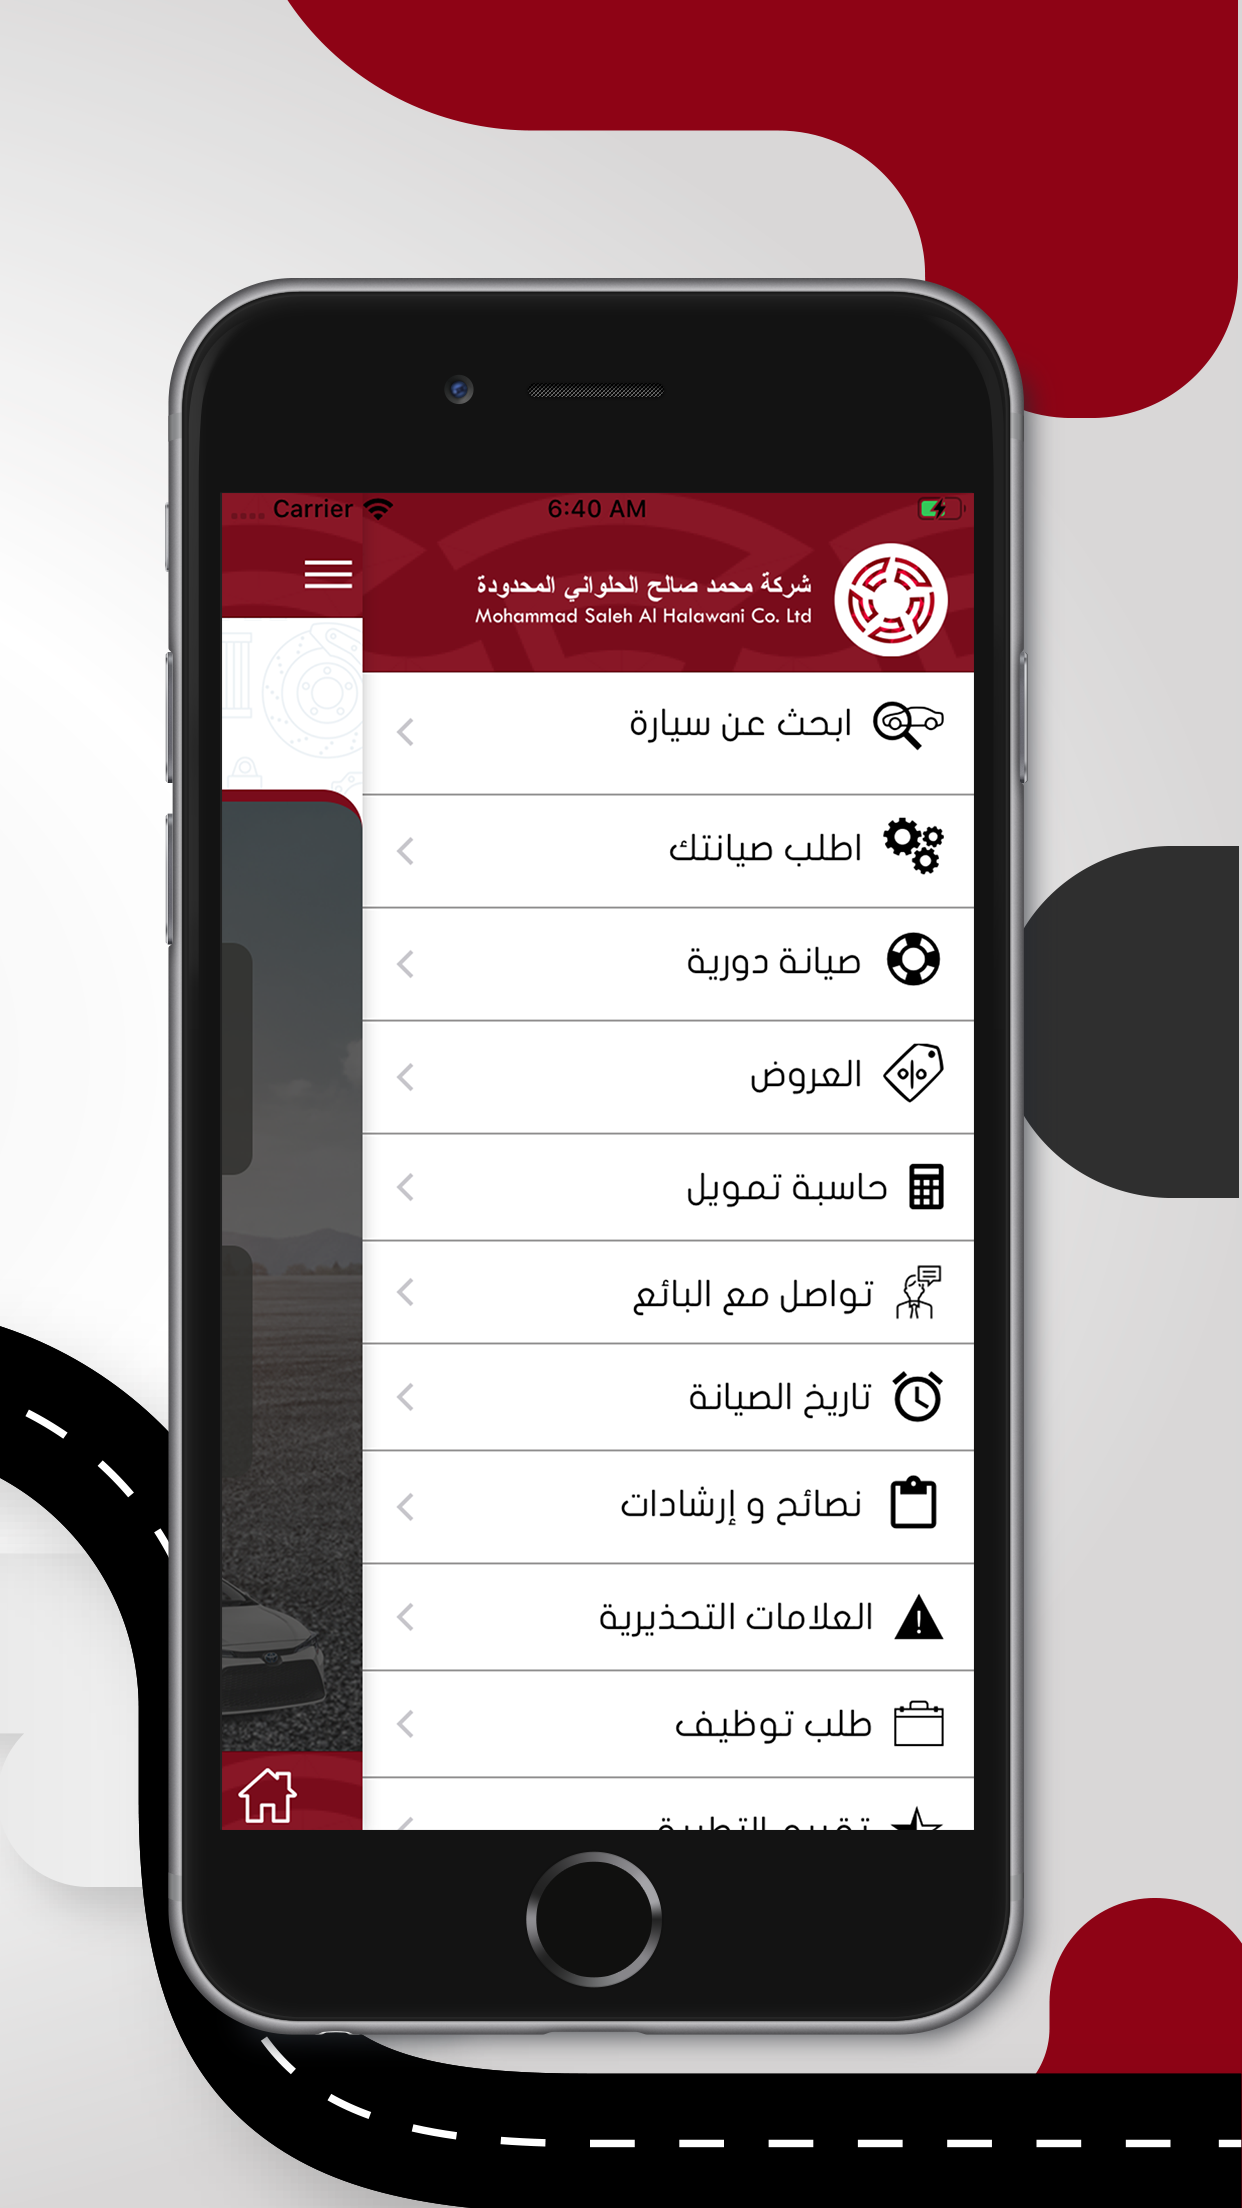 Carrier 6:40 AM
شركة محمد صالح الحلواني المحدودة
Mohammad Saleh Al Halawani Co. Ltd
ابحث عن سيارة
اطلب صيانتك
صيانة دورية
العروض
حاسبة تمويل
تواصل مع البائع
تاريخ الصيانة
نصائح و إرشادات
العلامات التحذيرية
طلب توظيف